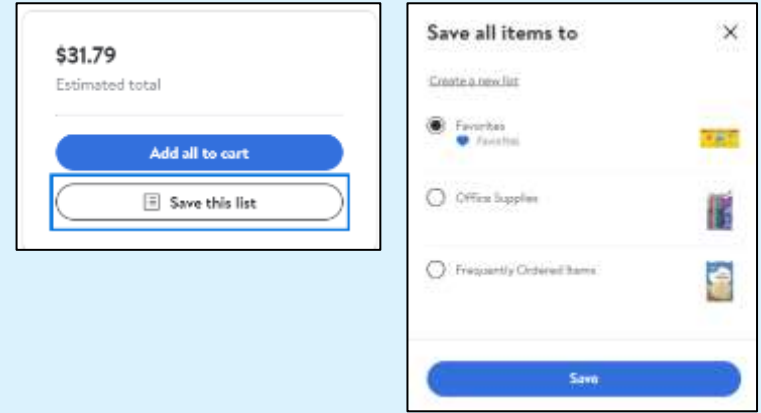 $31.79
Estimated total
Add all to cart
Save this list
Save all items to
Create a new list
Favorites
Favorites
Office Supplies
Frequently Ordered Items
Save